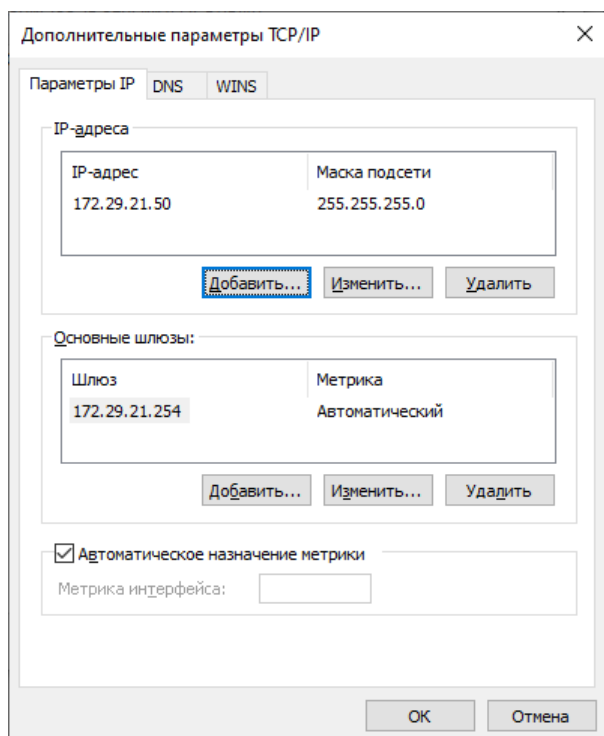 Дополнительные параметры TCP/IP
Параметры IP DNS WINS
IP-адреса
IP-адрес Маска подсети
172.29.21.50 255.255.255.0
Добавить... Изменить... Удалить
Основные шлюзы:
Шлюз Метрика
172.29.21.254 Автоматический
Добавить... Изменить... Удалить
Автоматическое назначение метрики
Метрика интерфейса:
OK Отмена